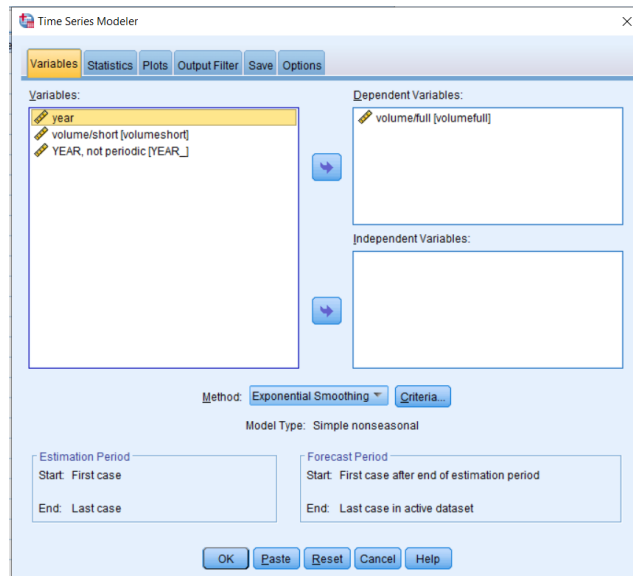 Time Series Modeler
Variables Statistics Plots Output Filter Save Options
Variables:
year
volume/short [volumeshort]
YEAR, not periodic [YEAR_]
Dependent Variables:
volume/full [volumefull]
Independent Variables:
Method: Exponential Smoothing Criteria...
Model Type: Simple nonseasonal
Estimation Period
Start: First case
End: Last case
Forecast Period
Start: First case after end of estimation period
End: Last case in active dataset
OK Paste Reset Cancel Help